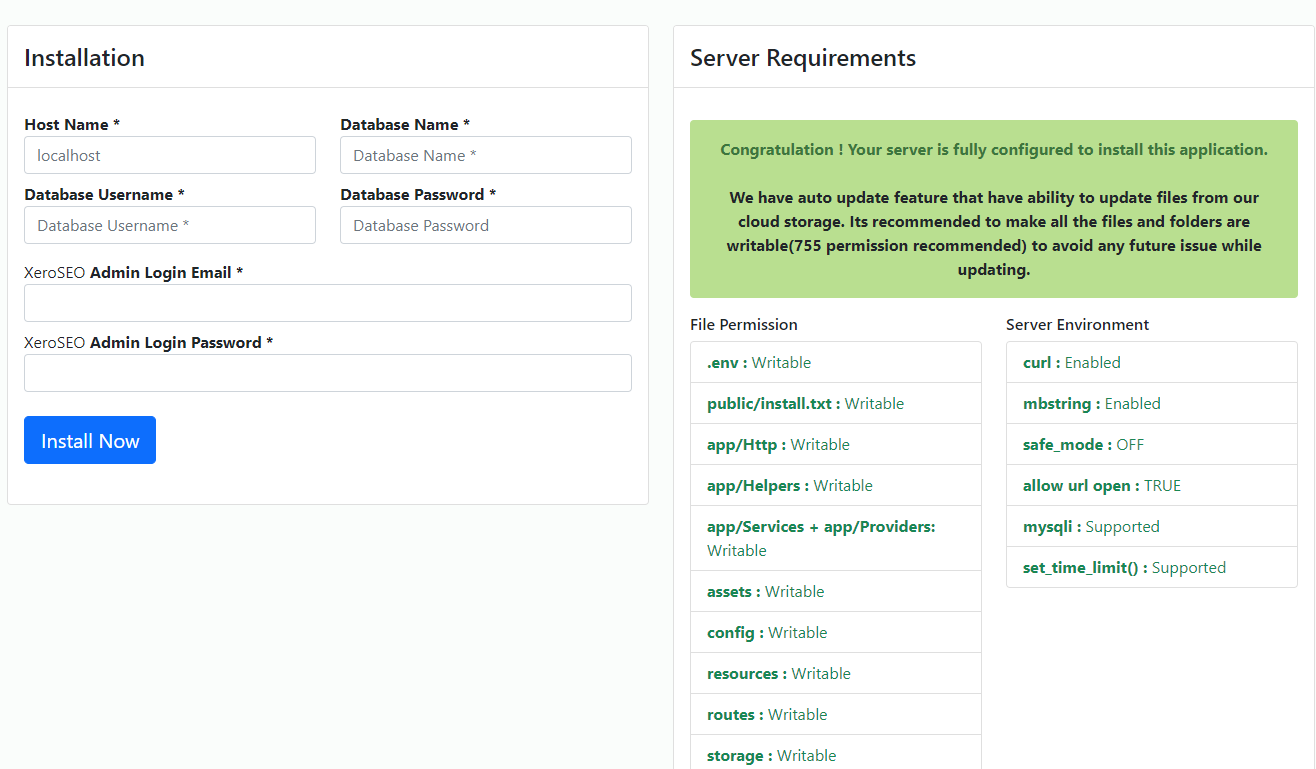 Installation
Host Name *
Database Name *
localhost
Database Name *
Database Username *
Database Password *
Database Username *
Database Password
XeroSEO Admin Login Email *
XeroSEO Admin Login Password *
Install Now
Server Requirements
Congratulation ! Your server is fully configured to install this application.
We have auto update feature that have ability to update files from our
cloud storage. Its recommended to make all the files and folders are
writable(755 permission recommended) to avoid any future issue while
updating.
File Permission
.env : Writable
public/install.txt : Writable
app/Http : Writable
app/Helpers : Writable
app/Services + app/Providers:
Writable
assets : Writable
config : Writable
resources : Writable
routes : Writable
storage : Writable
Server Environment
curl : Enabled
mbstring : Enabled
safe_mode : OFF
allow url open : TRUE
mysqli : Supported
set_time_limit() : Supported